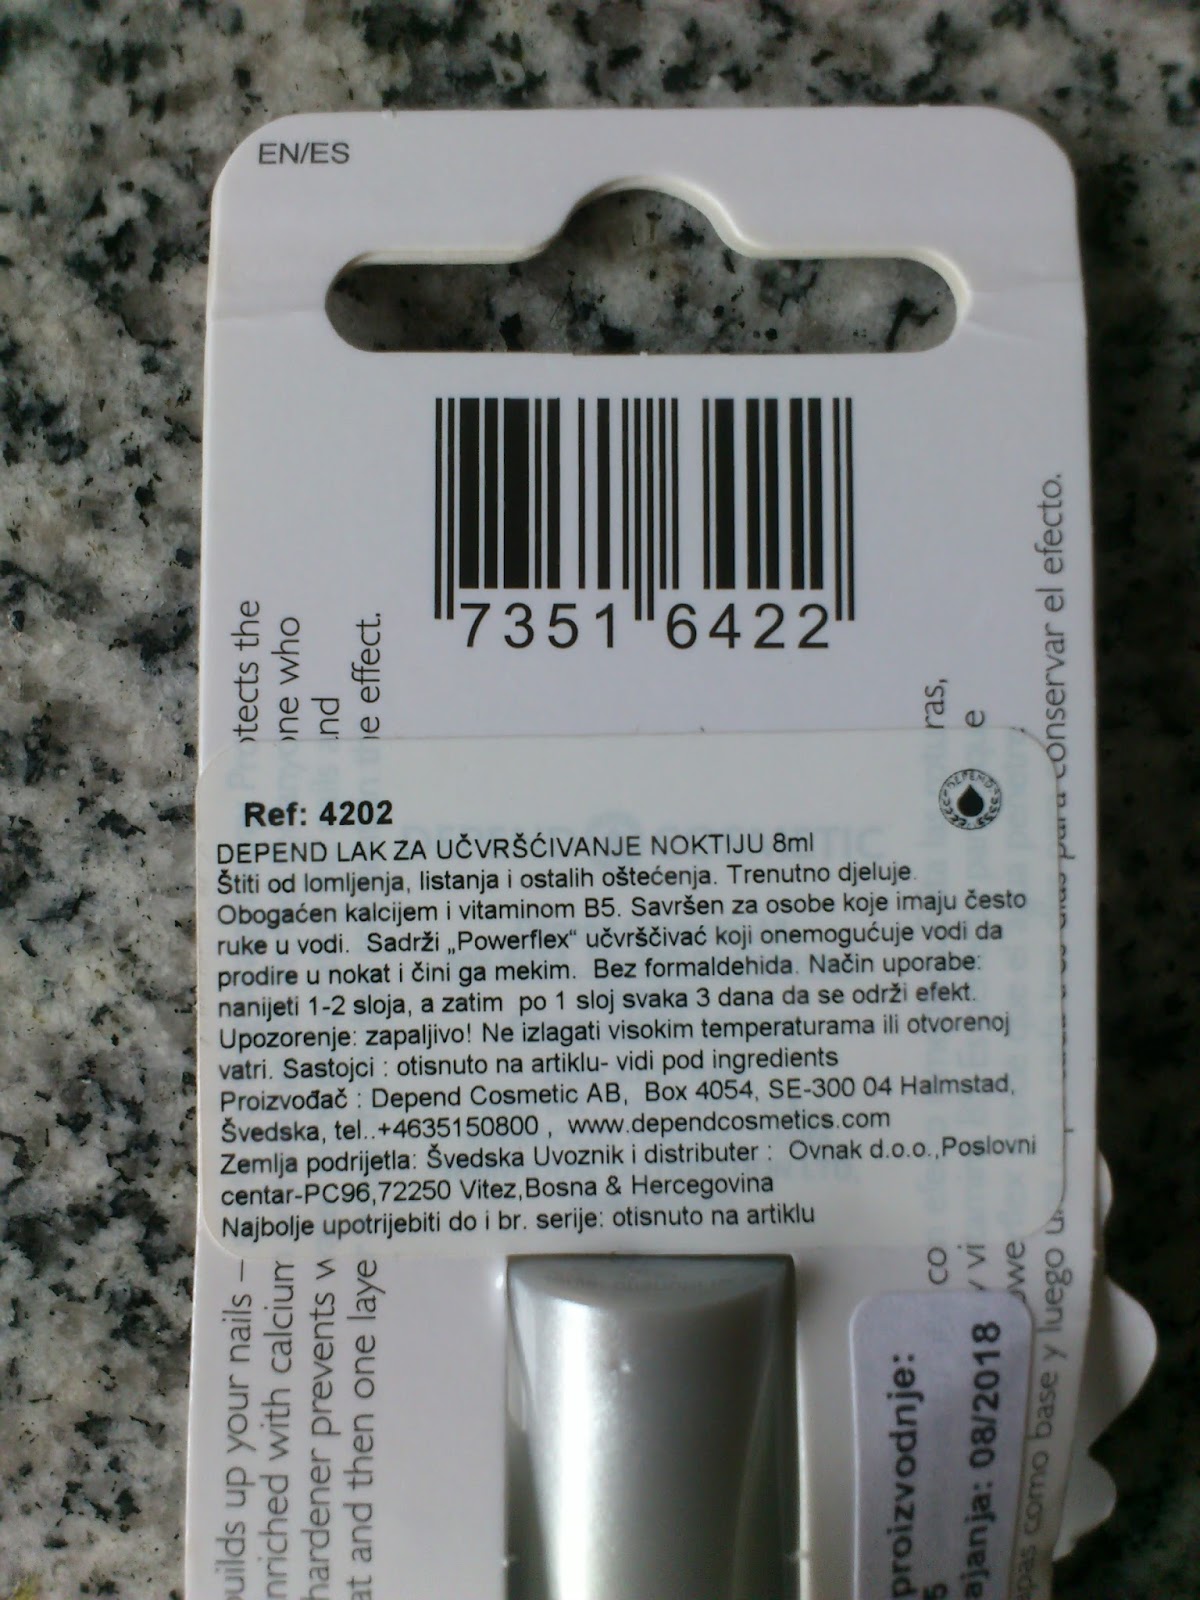 EN/ES
7351 6422
otects the
one who
nd
e effect.
ras,
e
conservar el efecto.
Ref: 4202
DEPEND
DEPEND LAK ZA UČVRŠĆIVANJE NOKTIJU 8ml
Štiti od lomljenja, listanja i ostalih oštećenja. Trenutno djeluje.
Obogaćen kalcijem i vitaminom B5. Savršen za osobe koje imaju često
ruke u vodi. Sadrži „Powerflex“ učvrščivać koji onemogućuje vodi da
prodire u nokat i čini ga mekim. Bez formaldehida. Način uporabe:
nanijeti 1-2 sloja, a zatim po 1 sloj svaka 3 dana da se održi efekt.
Upozorenje: zapaljivo! Ne izlagati visokim temperaturama ili otvorenoj
vatri. Sastojci : otisnuto na artiklu- vidi pod ingredients
Proizvođač : Depend Cosmetic AB, Box 4054, SE-300 04 Halmstad,
Švedska, tel..+4635150800 , www.dependcosmetics.com
Zemlja podrijetla: Švedska Uvoznik i distributer : Ovnak d.o.o.,Poslovni
centar-PC96,72250 Vitez,Bosna & Hercegovina
Najbolje upotrijebiti do i br. serije: otisnuto na artiklu
uilds up your nails –
nriched with calcium
hardener prevents w
at and then one laye
co
y vi
owe
apas como base y luego u
proizvodnje:
5
ajanja: 08/2018